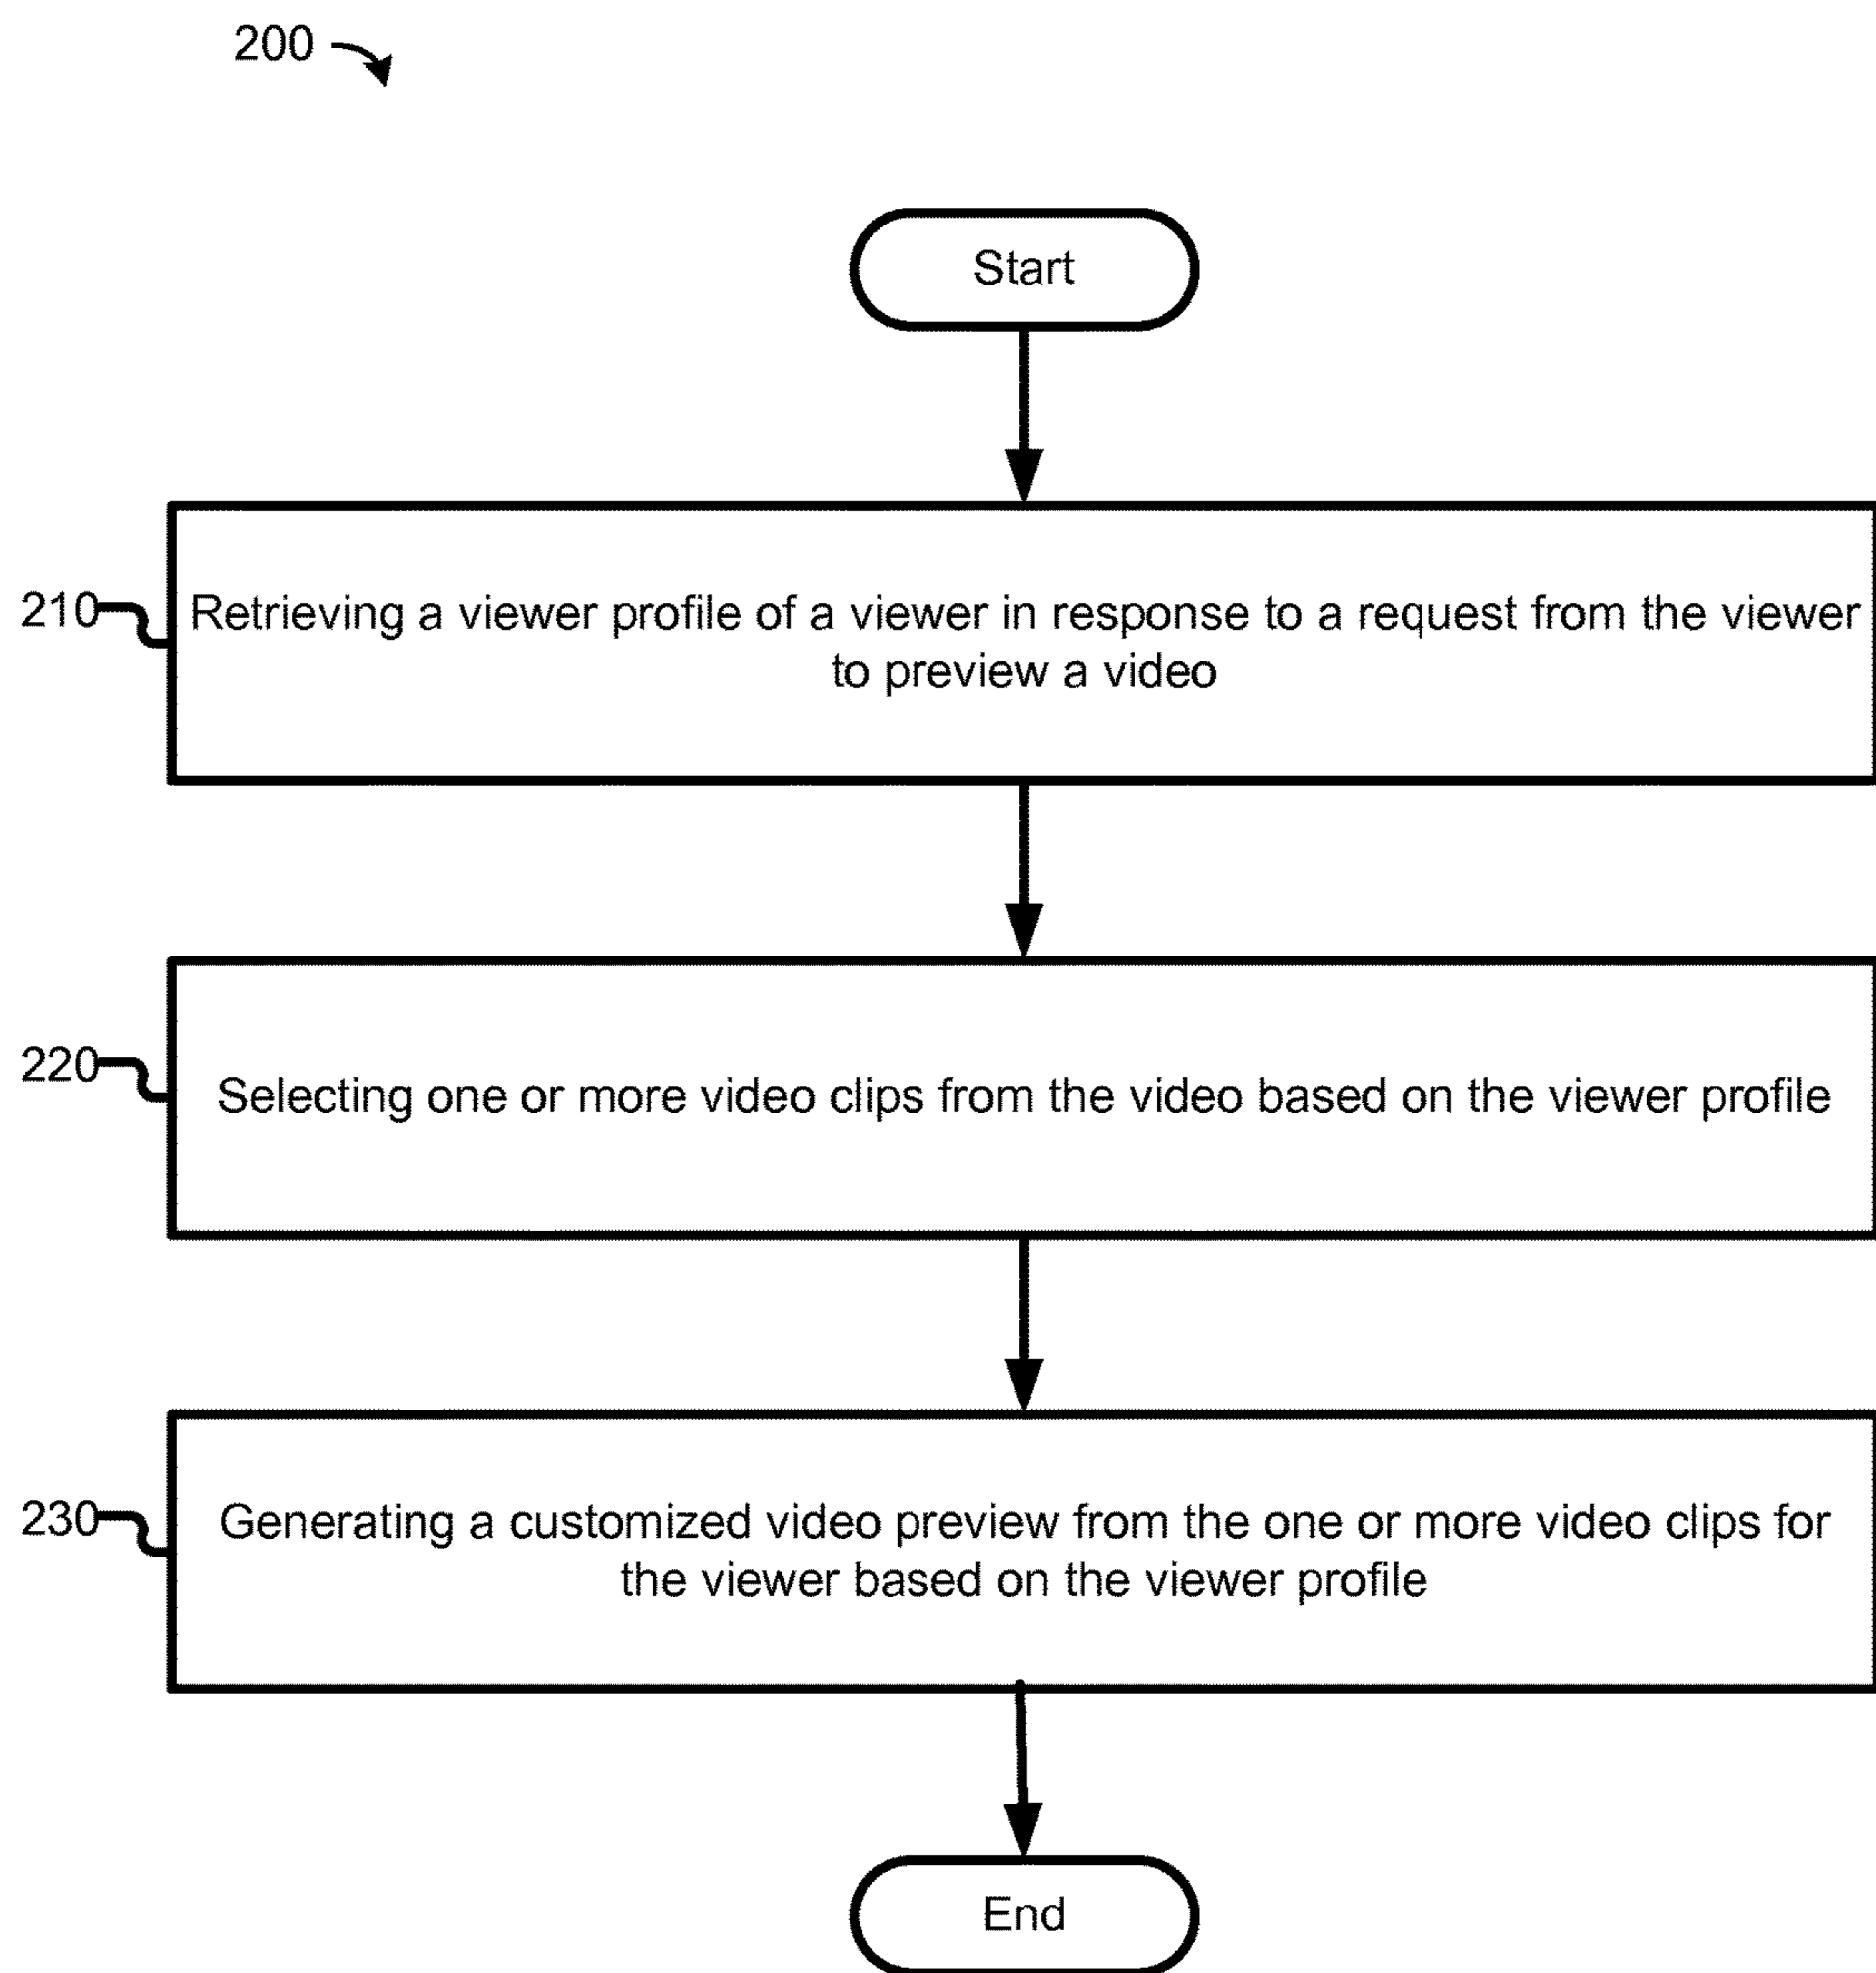 200
Start
210
Retrieving a viewer profile of a viewer in response to a request from the viewer
to preview a video
220
Selecting one or more video clips from the video based on the viewer profile
230
Generating a customized video preview from the one or more video clips for
the viewer based on the viewer profile
End